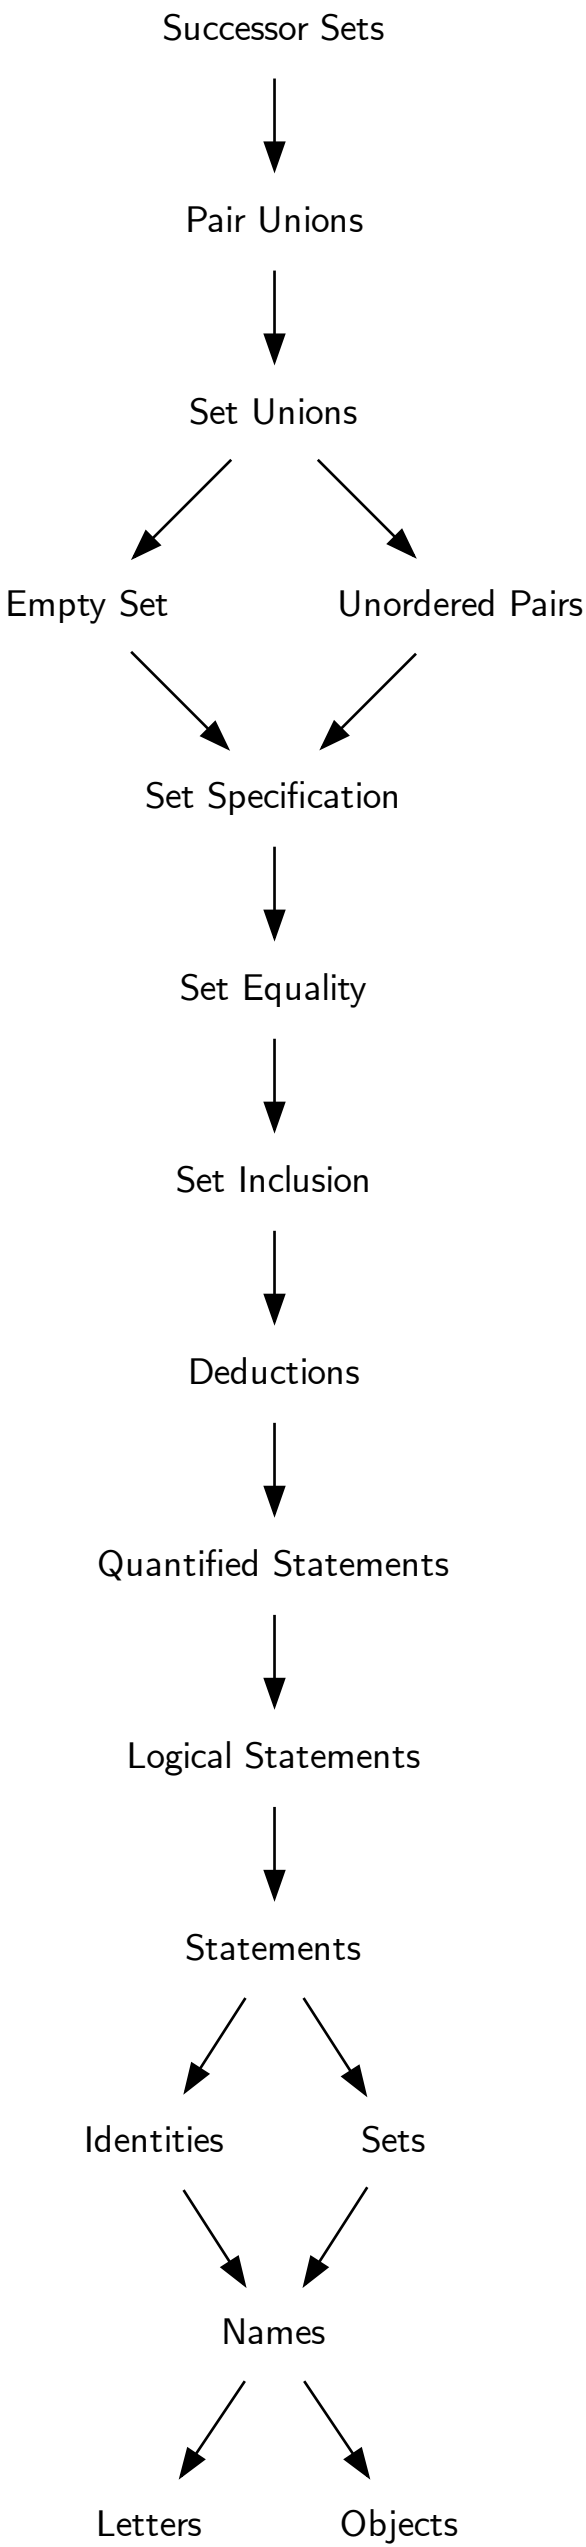 Successor Sets
Pair Unions
Set Unions
Empty Set
Unordered Pairs
Set Specification
Set Equality
Set Inclusion
Deductions
Quantified Statements
Logical Statements
Statements
Identities
Sets
Names
Letters
Objects